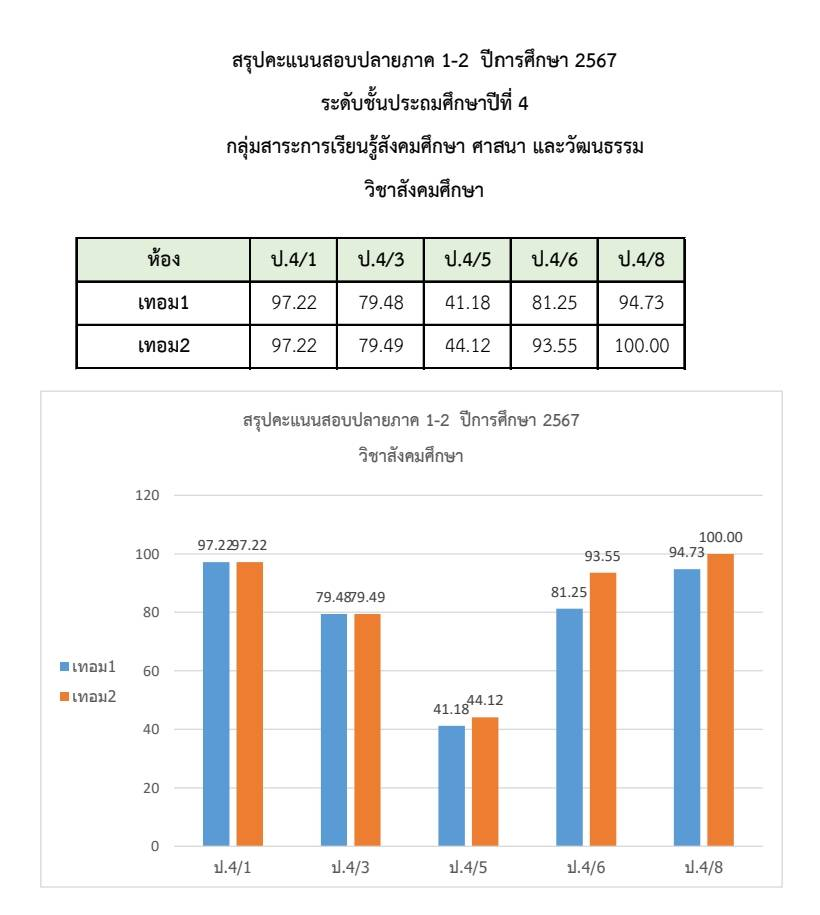 สรุปคะแนนสอบปลายภาค 1-2 ปีการศึกษา 2567
ระดับชั้นประถมศึกษาปีที่ 4
กลุ่มสาระการเรียนรู้สังคมศึกษา ศาสนา และวัฒนธรรม
วิชาสังคมศึกษา
ห้อง ป.4/1 ป.4/3 ป.4/5 ป.4/6 ป.4/8
เทอม1 97.22 79.48 41.18 81.25 94.73
เทอม2 97.22 79.49 44.12 93.55 100.00
สรุปคะแนนสอบปลายภาค 1-2 ปีการศึกษา 2567
วิชาสังคมศึกษา
120
100
80
60
40
20
0
97.22 97.22
79.48 79.49
41.18 44.12
81.25 93.55
94.73 100.00
เทอม1
เทอม2
ป.4/1 ป.4/3 ป.4/5 ป.4/6 ป.4/8